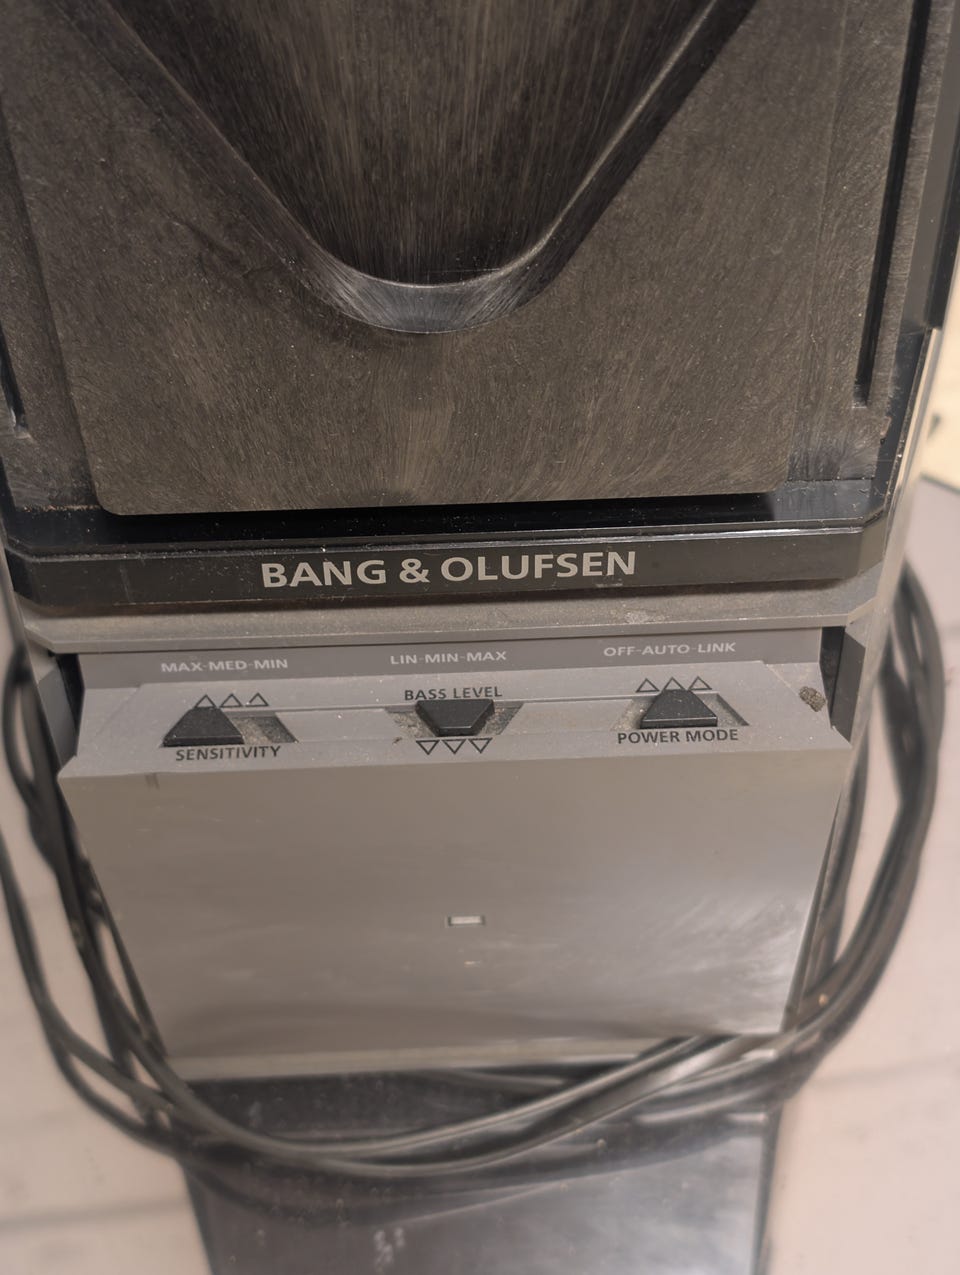 BANG & OLUFSEN
MAX-MED-MIN LIN-MIN-MAX OFF-AUTO-LINK
BASS LEVEL
SENSITIVITY POWER MODE